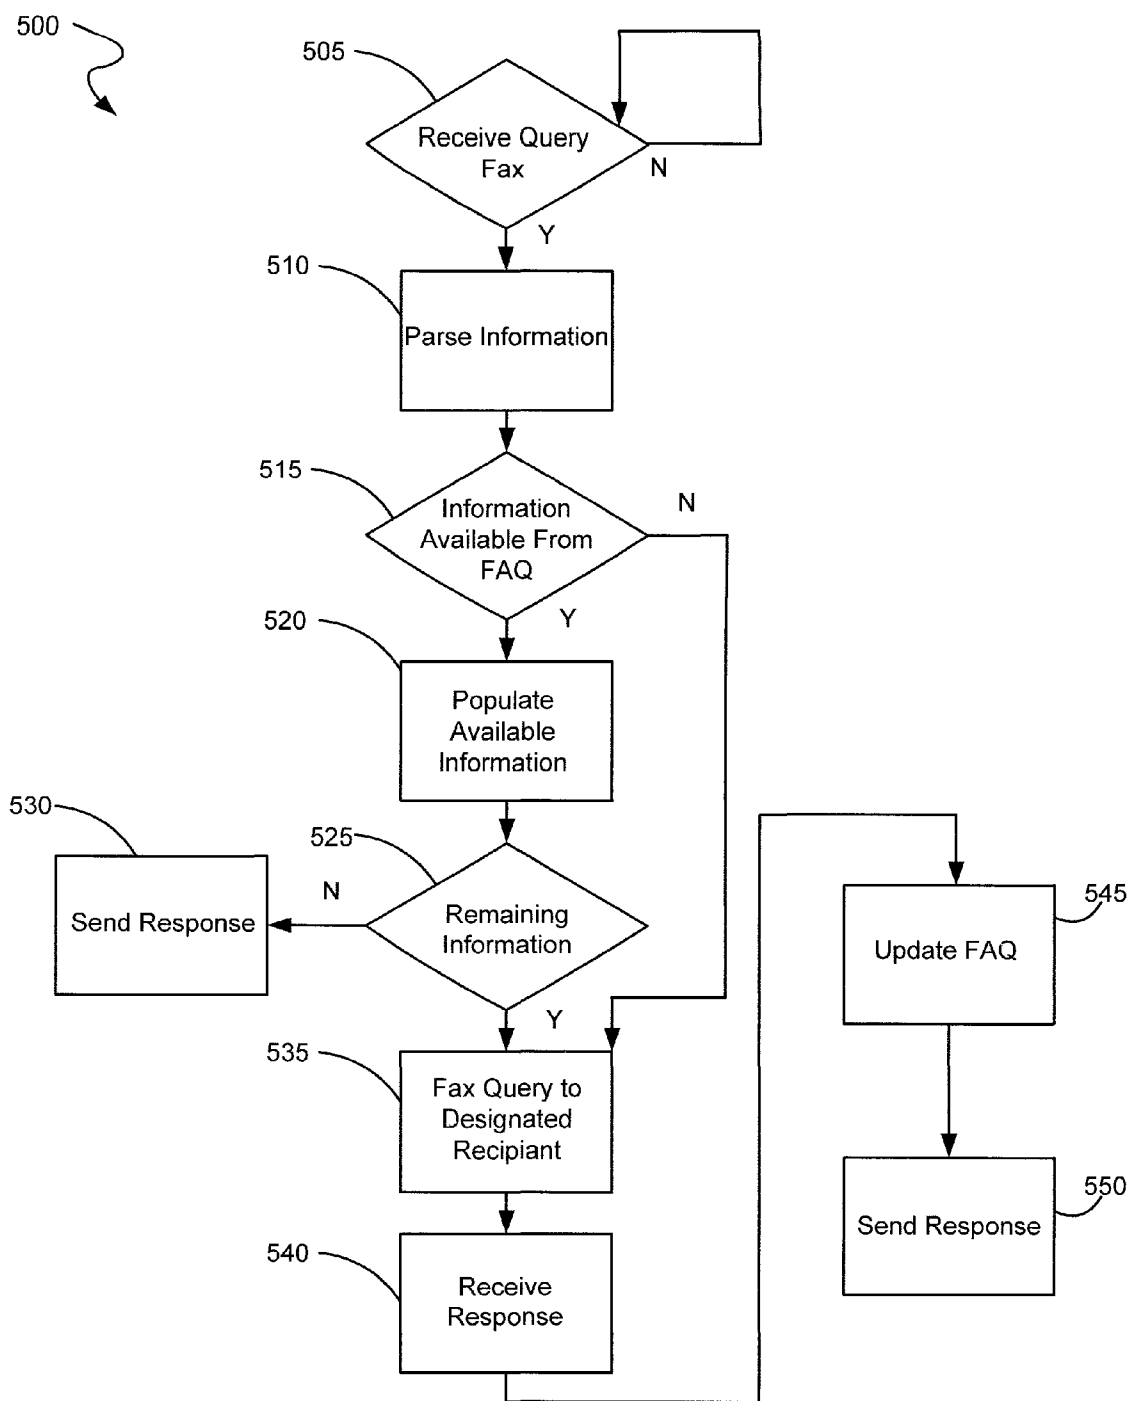 500
505
Receive Query
Fax
N
Y
510
Parse Information
515
Information
Available From
FAQ
N
Y
520
Populate
Available
Information
530
Send Response
525
N
Remaining
Information
Y
535
Fax Query to
Designated
Recipiant
540
Receive
Response
545
Update FAQ
550
Send Response